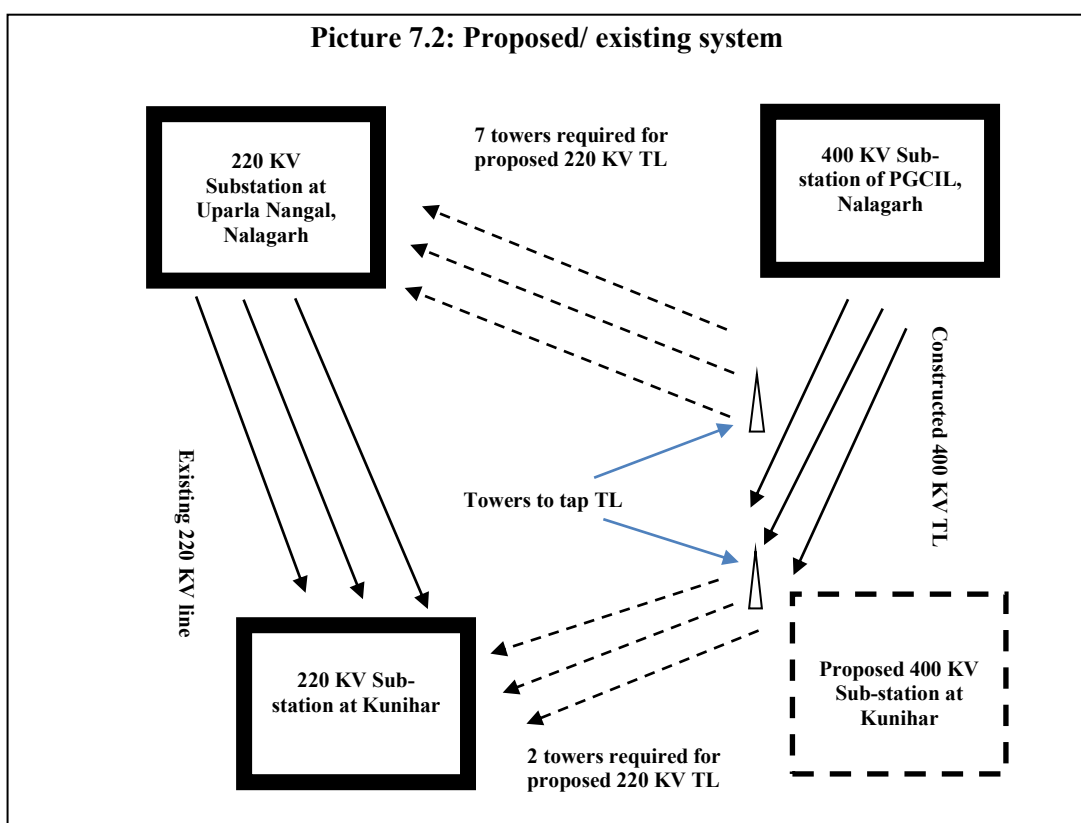 Picture 7.2: Proposed/ existing system
220 KV
Substation at
Uparla Nangal,
Nalagarh
7 towers required for
proposed 220 KV TL
400 KV Sub-
station of PGCIL,
Nalagarh
Constructed 400 KV TL
Towers to tap TL
Existing 220 KV line
220 KV Sub-
station at Kunihar
Proposed 400 KV
Sub-station at
Kunihar
2 towers required for
proposed 220 KV TL